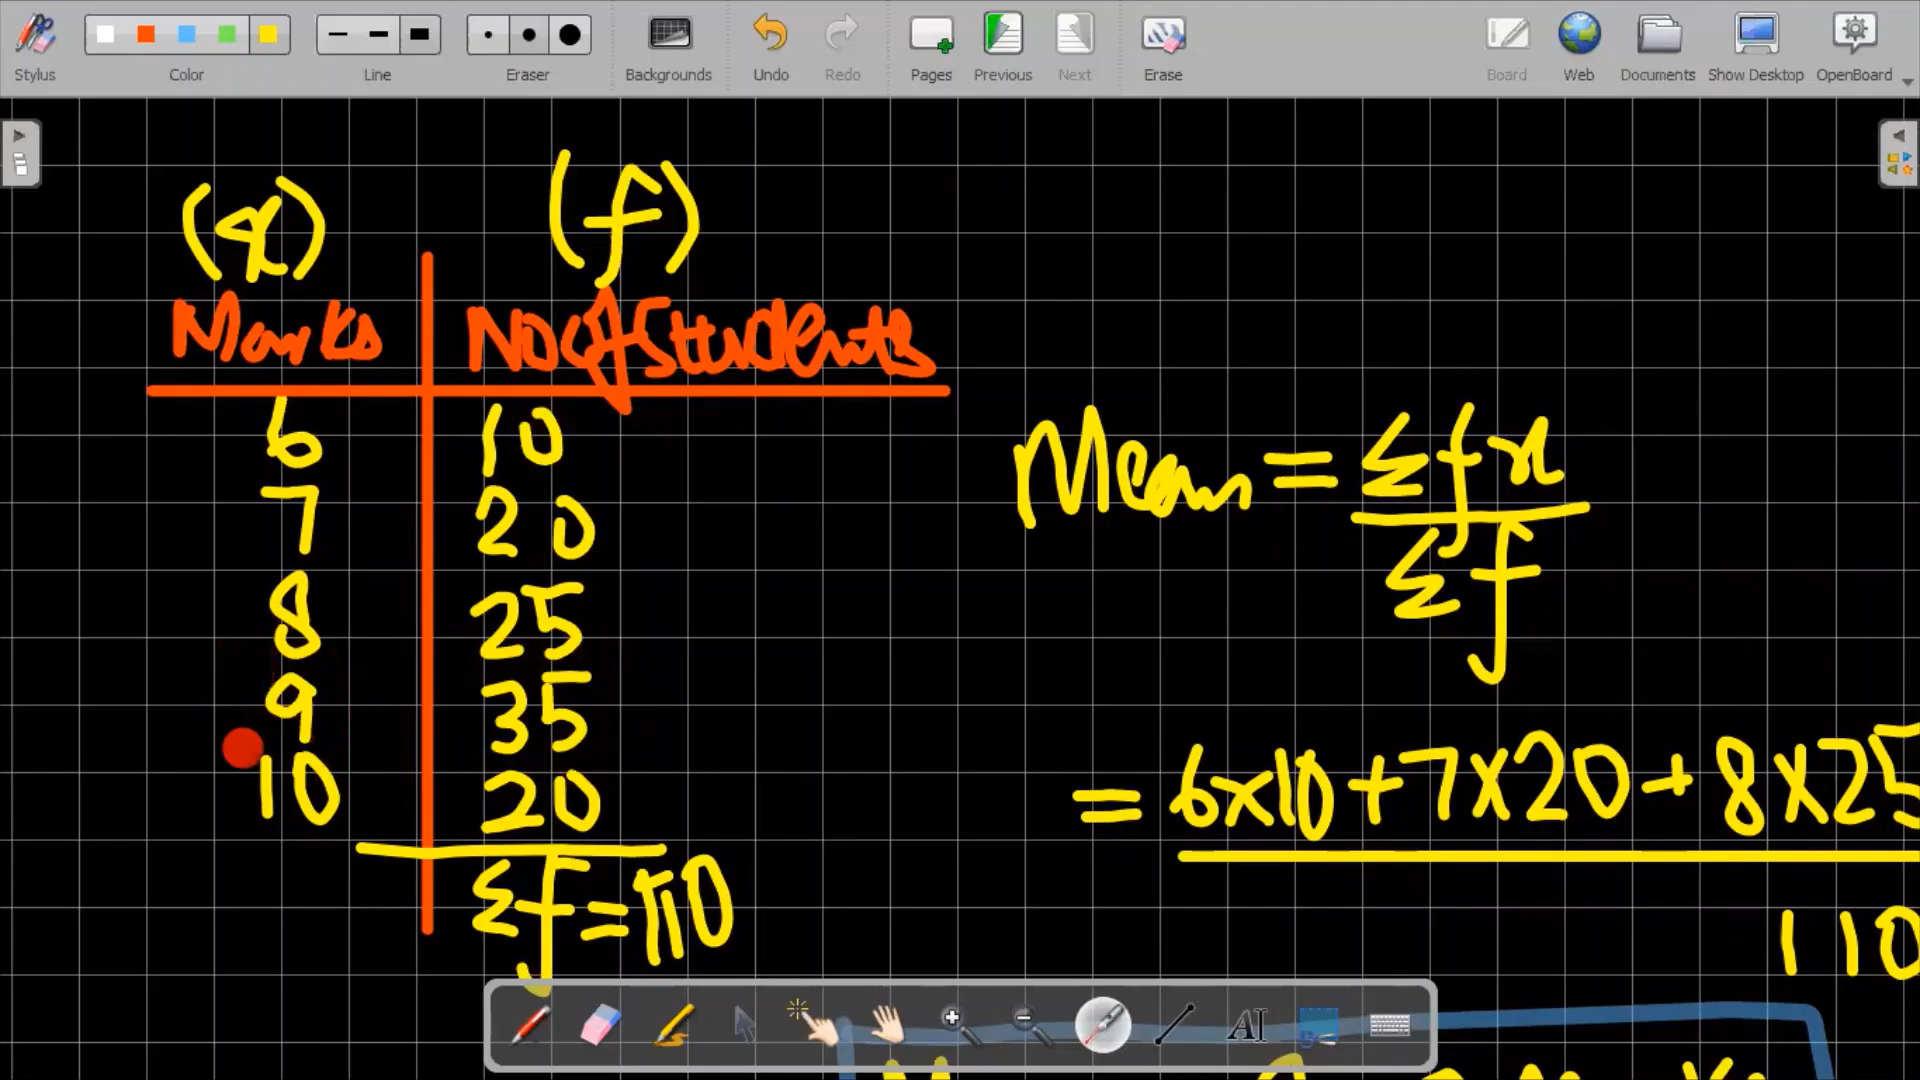 Stylus Color Line Eraser Backgrounds Undo Redo Pages Previous Next Erase Board Web Documents Show Desktop OpenBoard
(x) (f)
Marks No of Students
6 10
7 20
8 25
9 35
10 20
Σf = 110
Mean = Σfx
Σf
= 6x10+7x20+8x25
110